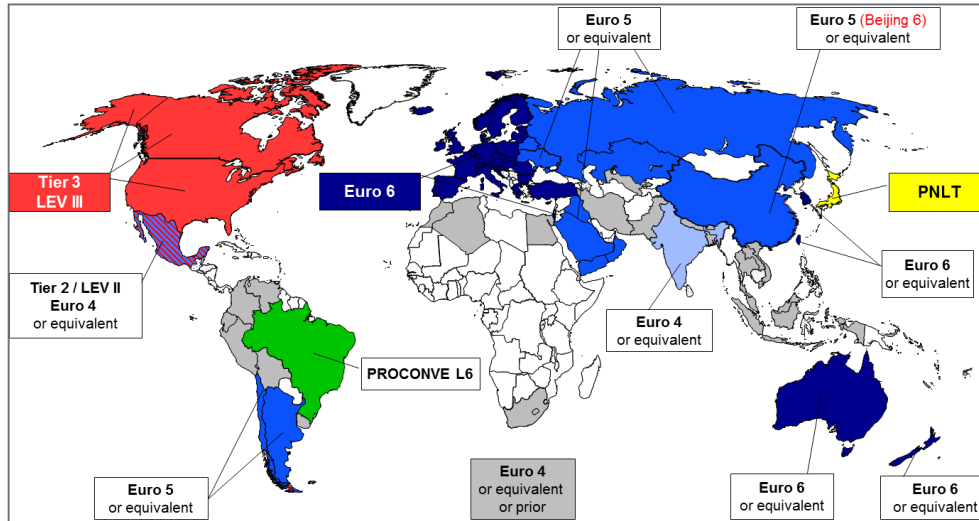 Euro 5
or equivalent
Euro 5 (Beijing 6)
or equivalent
Tier 3
LEV III
Euro 6
PNLT
Tier 2 / LEV II
Euro 4
or equivalent
Euro 6
or equivalent
Euro 4
or equivalent
PROCONVE L6
Euro 5
or equivalent
Euro 4
or equivalent
or prior
Euro 6
or equivalent
Euro 6
or equivalent